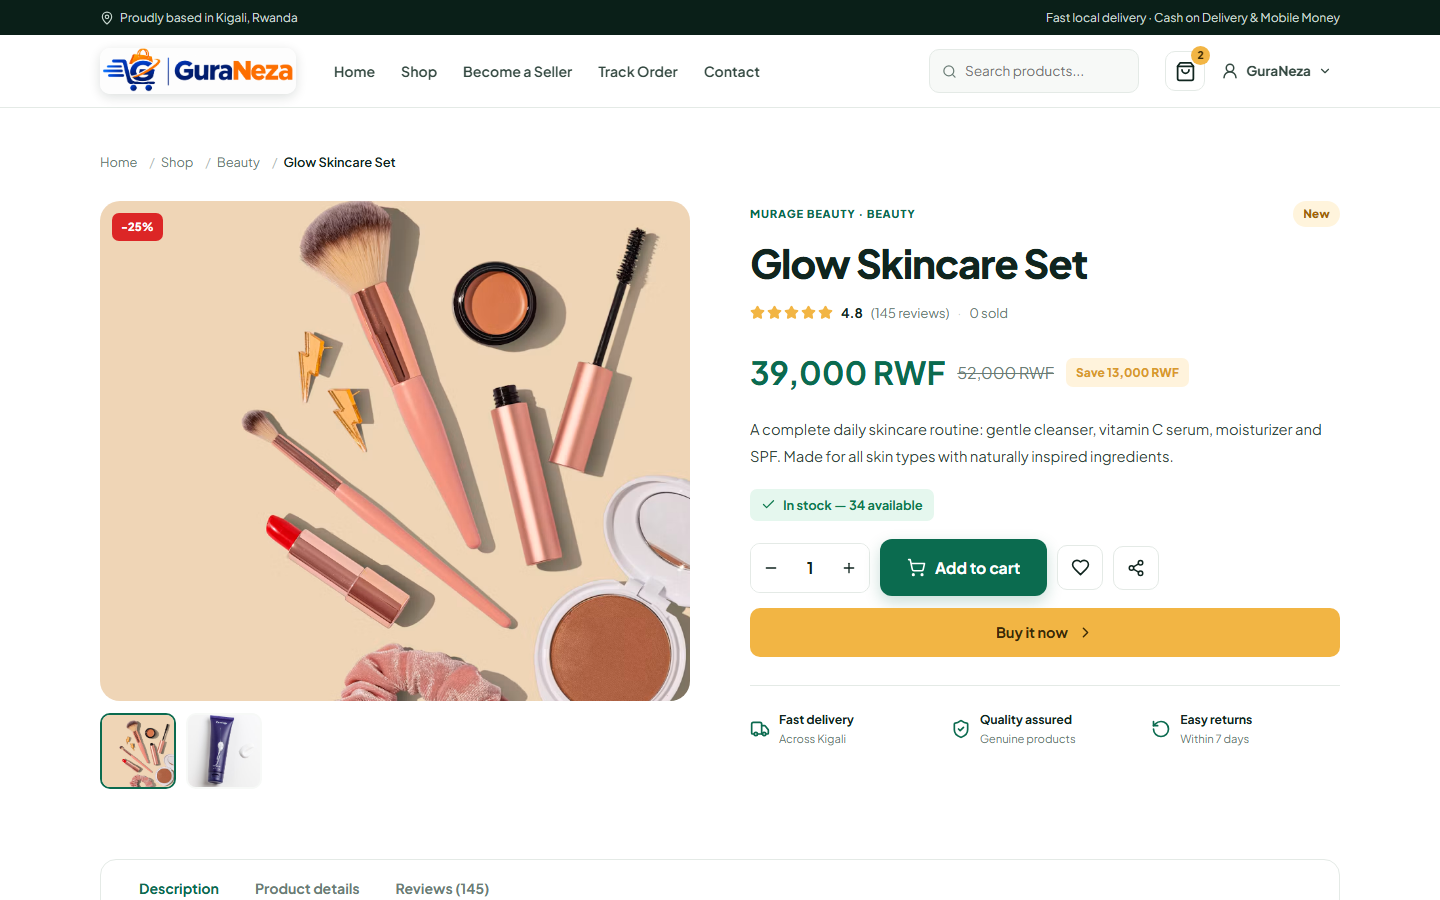 Proudly based in Kigali, Rwanda
Fast local delivery · Cash on Delivery & Mobile Money
GuraNeza
Home
Shop
Become a Seller
Track Order
Contact
Search products...
2
GuraNeza
Home / Shop / Beauty / Glow Skincare Set
-25%
MURAGE BEAUTY · BEAUTY
New
Glow Skincare Set
4.8 (145 reviews) · 0 sold
39,000 RWF 52,000 RWF Save 13,000 RWF
A complete daily skincare routine: gentle cleanser, vitamin C serum, moisturizer and
SPF. Made for all skin types with naturally inspired ingredients.
In stock — 34 available
− 1 +
Add to cart
Buy it now
Fast delivery
Across Kigali
Quality assured
Genuine products
Easy returns
Within 7 days
Description
Product details
Reviews (145)